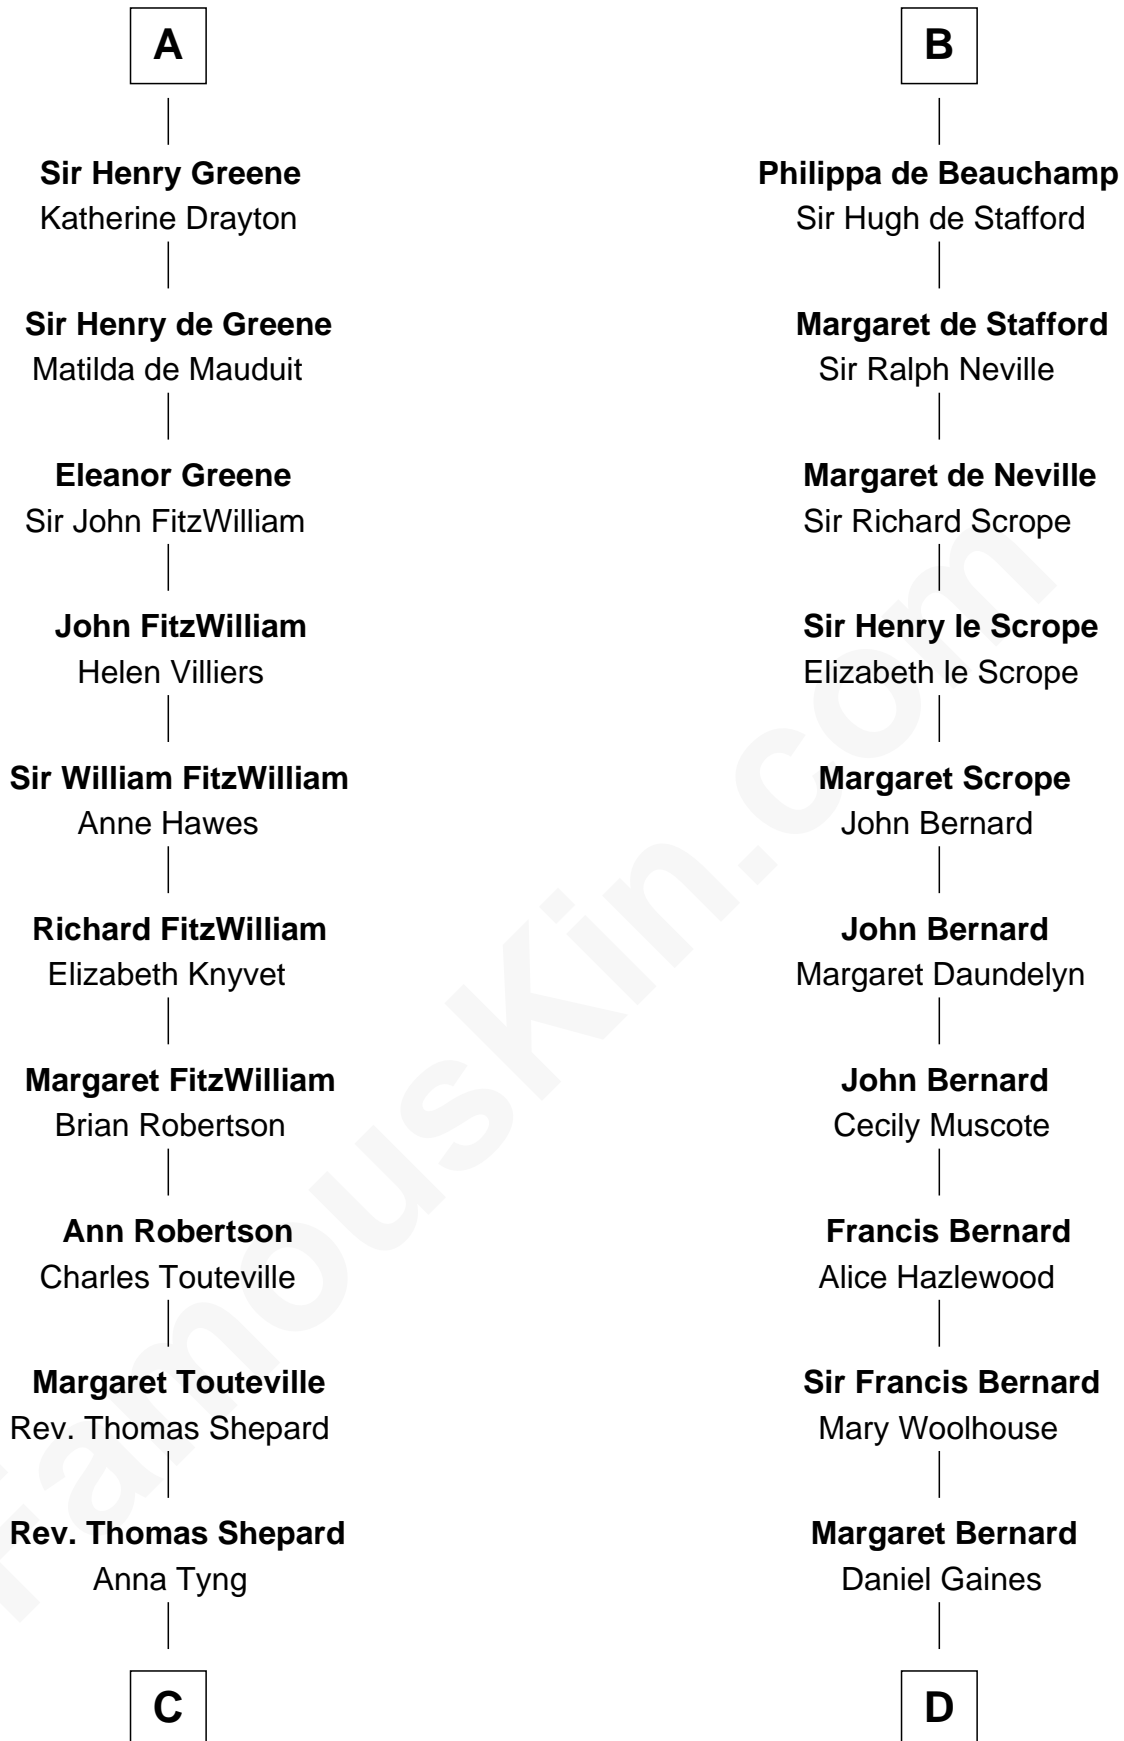 A
Sir Henry Greene
Katherine Drayton
Sir Henry de Greene
Matilda de Mauduit
Eleanor Greene
Sir John FitzWilliam
John FitzWilliam
Helen Villiers
Sir William FitzWilliam
Anne Hawes
Richard FitzWilliam
Elizabeth Knyvet
Margaret FitzWilliam
Brian Robertson
Ann Robertson
Charles Touteville
Margaret Touteville
Rev. Thomas Shepard
Rev. Thomas Shepard
Anna Tyng
C
B
Philippa de Beauchamp
Sir Hugh de Stafford
Margaret de Stafford
Sir Ralph Neville
Margaret de Neville
Sir Richard Scrope
Sir Henry le Scrope
Elizabeth le Scrope
Margaret Scrope
John Bernard
John Bernard
Margaret Daundelyn
John Bernard
Cecily Muscote
Francis Bernard
Alice Hazlewood
Sir Francis Bernard
Mary Woolhouse
Margaret Bernard
Daniel Gaines
D
FamousKin.com